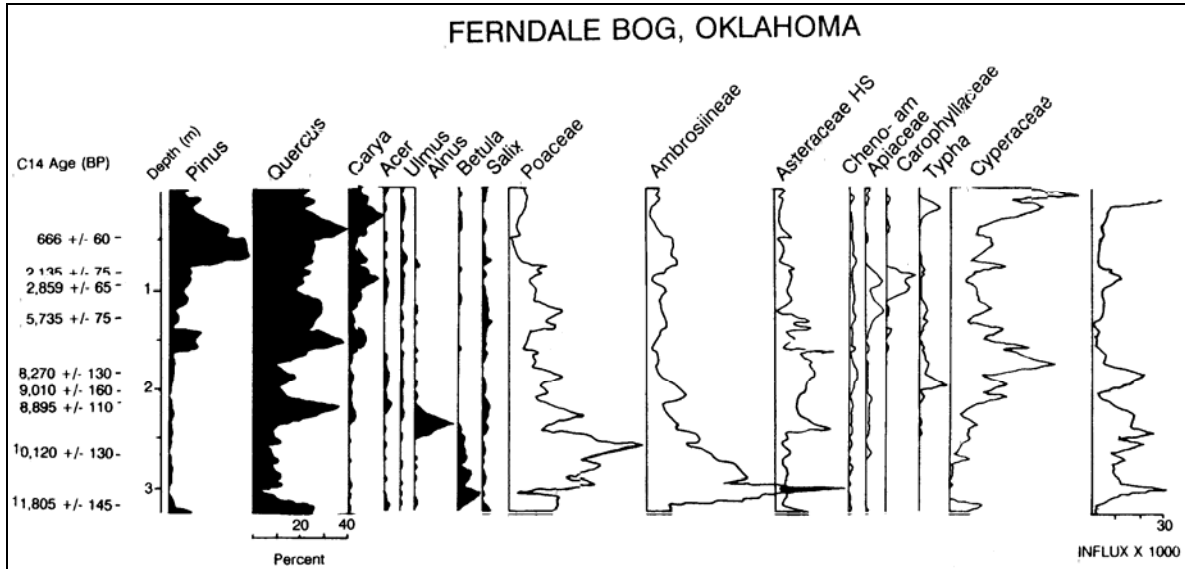 FERNDALE BOG, OKLAHOMA
C14 Age (BP)
Depth (m)
Pinus
Quercus
Carya
Acer
Ulmus
Alnus
Betula
Salix
Poaceae
Ambrosiineae
Asteraceae HS
Cheno-am
Apiaceae
Carophyllaceae
Typha
Cyperaceae
666 +/- 60
2,135 +/- 75
2,859 +/- 65
1
5,735 +/- 75
8,270 +/- 130
9,010 +/- 160
2
8,895 +/- 110
10,120 +/- 130
3
11,805 +/- 145
20 40
Percent
30
INFLUX X 1000